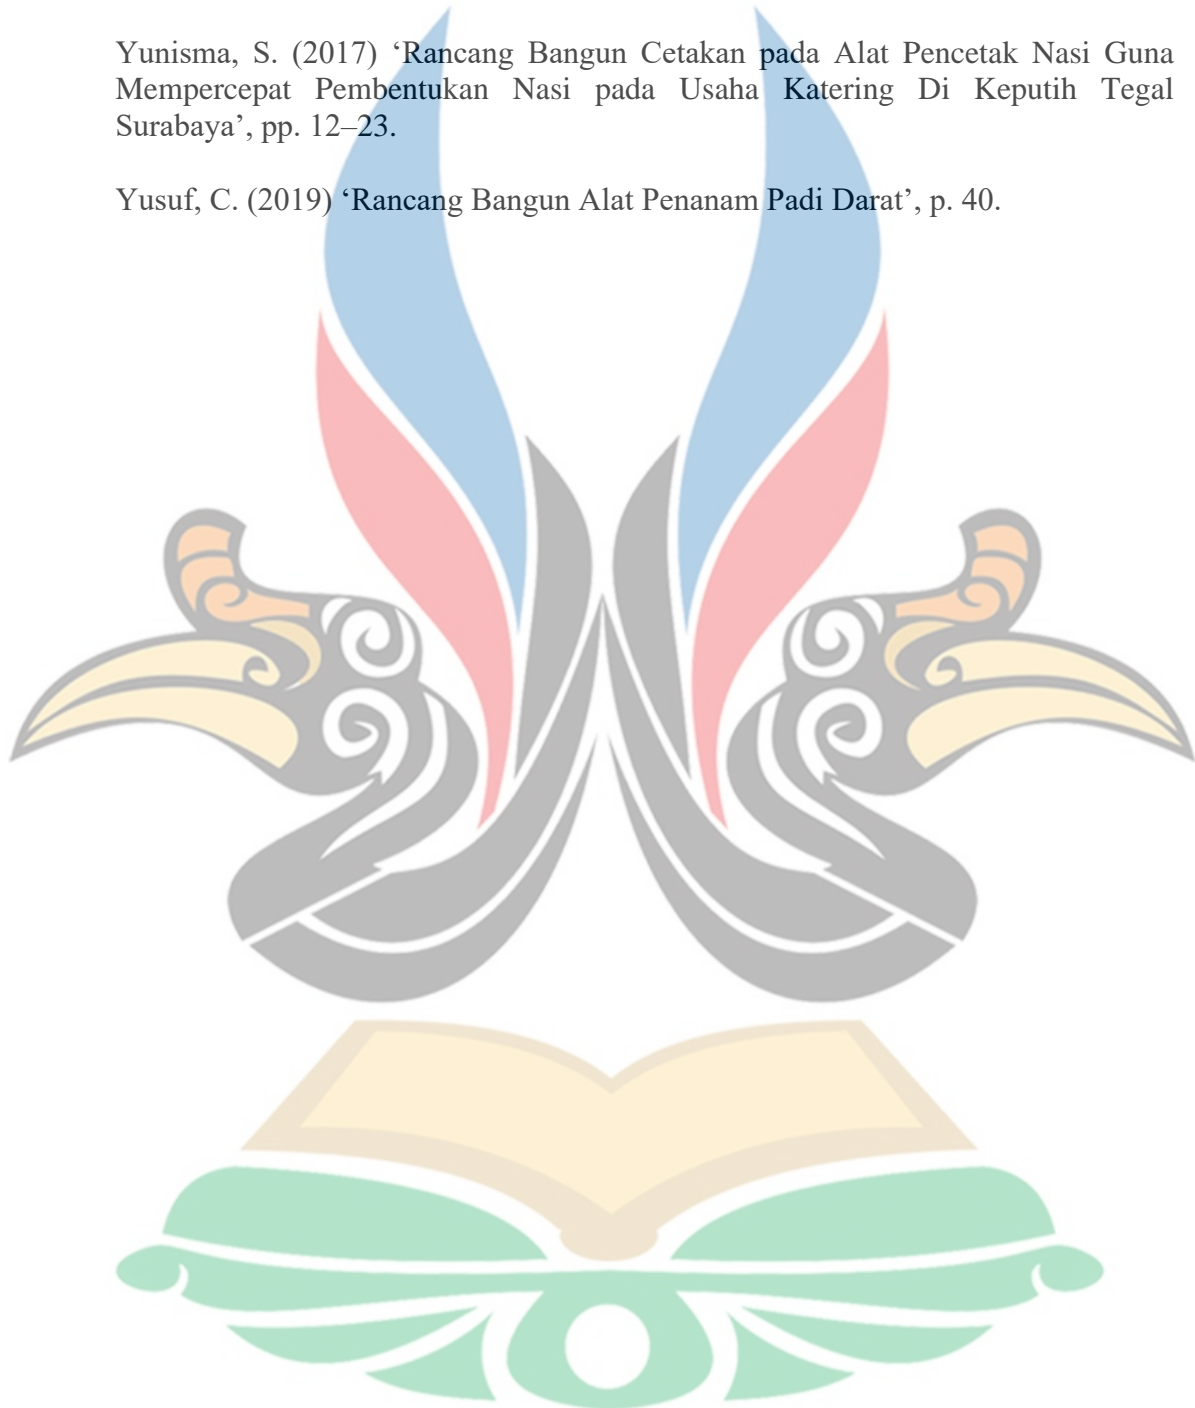 Yunisma, S. (2017) ‘Rancang Bangun Cetakan pada Alat Pencetak Nasi Guna
Mempercepat Pembentukan Nasi pada Usaha Katering Di Keputih Tegal
Surabaya’, pp. 12–23.
Yusuf, C. (2019) ‘Rancang Bangun Alat Penanam Padi Darat’, p. 40.